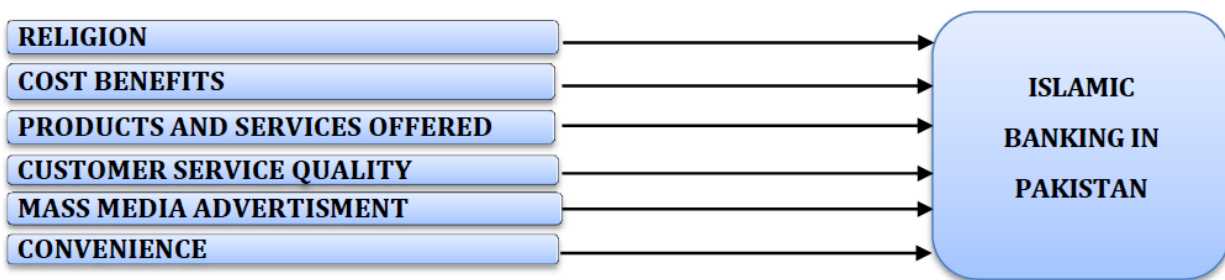 RELIGION
COST BENEFITS
PRODUCTS AND SERVICES OFFERED
CUSTOMER SERVICE QUALITY
MASS MEDIA ADVERTISMENT
CONVENIENCE
ISLAMIC
BANKING IN
PAKISTAN